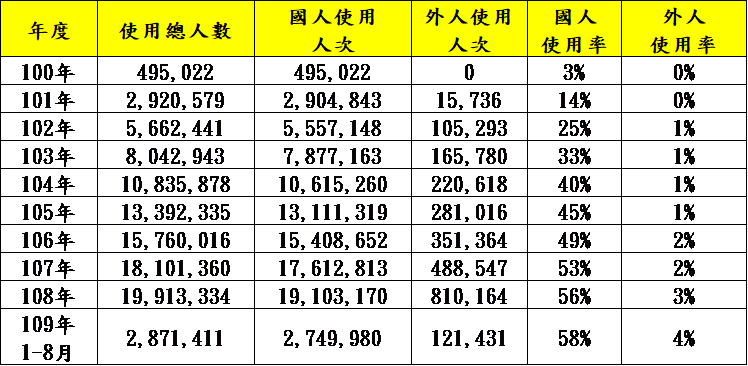 年度 使用總人數 國人使用人次 外人使用人次 國人使用率 外人使用率
100年 495,022 495,022 0 3% 0%
101年 2,920,579 2,904,843 15,736 14% 0%
102年 5,662,441 5,557,148 105,293 25% 1%
103年 8,042,943 7,877,163 165,780 33% 1%
104年 10,835,878 10,615,260 220,618 40% 1%
105年 13,392,335 13,111,319 281,016 45% 1%
106年 15,760,016 15,408,652 351,364 49% 2%
107年 18,101,360 17,612,813 488,547 53% 2%
108年 19,913,334 19,103,170 810,164 56% 3%
109年 1-8月 2,871,411 2,749,980 121,431 58% 4%